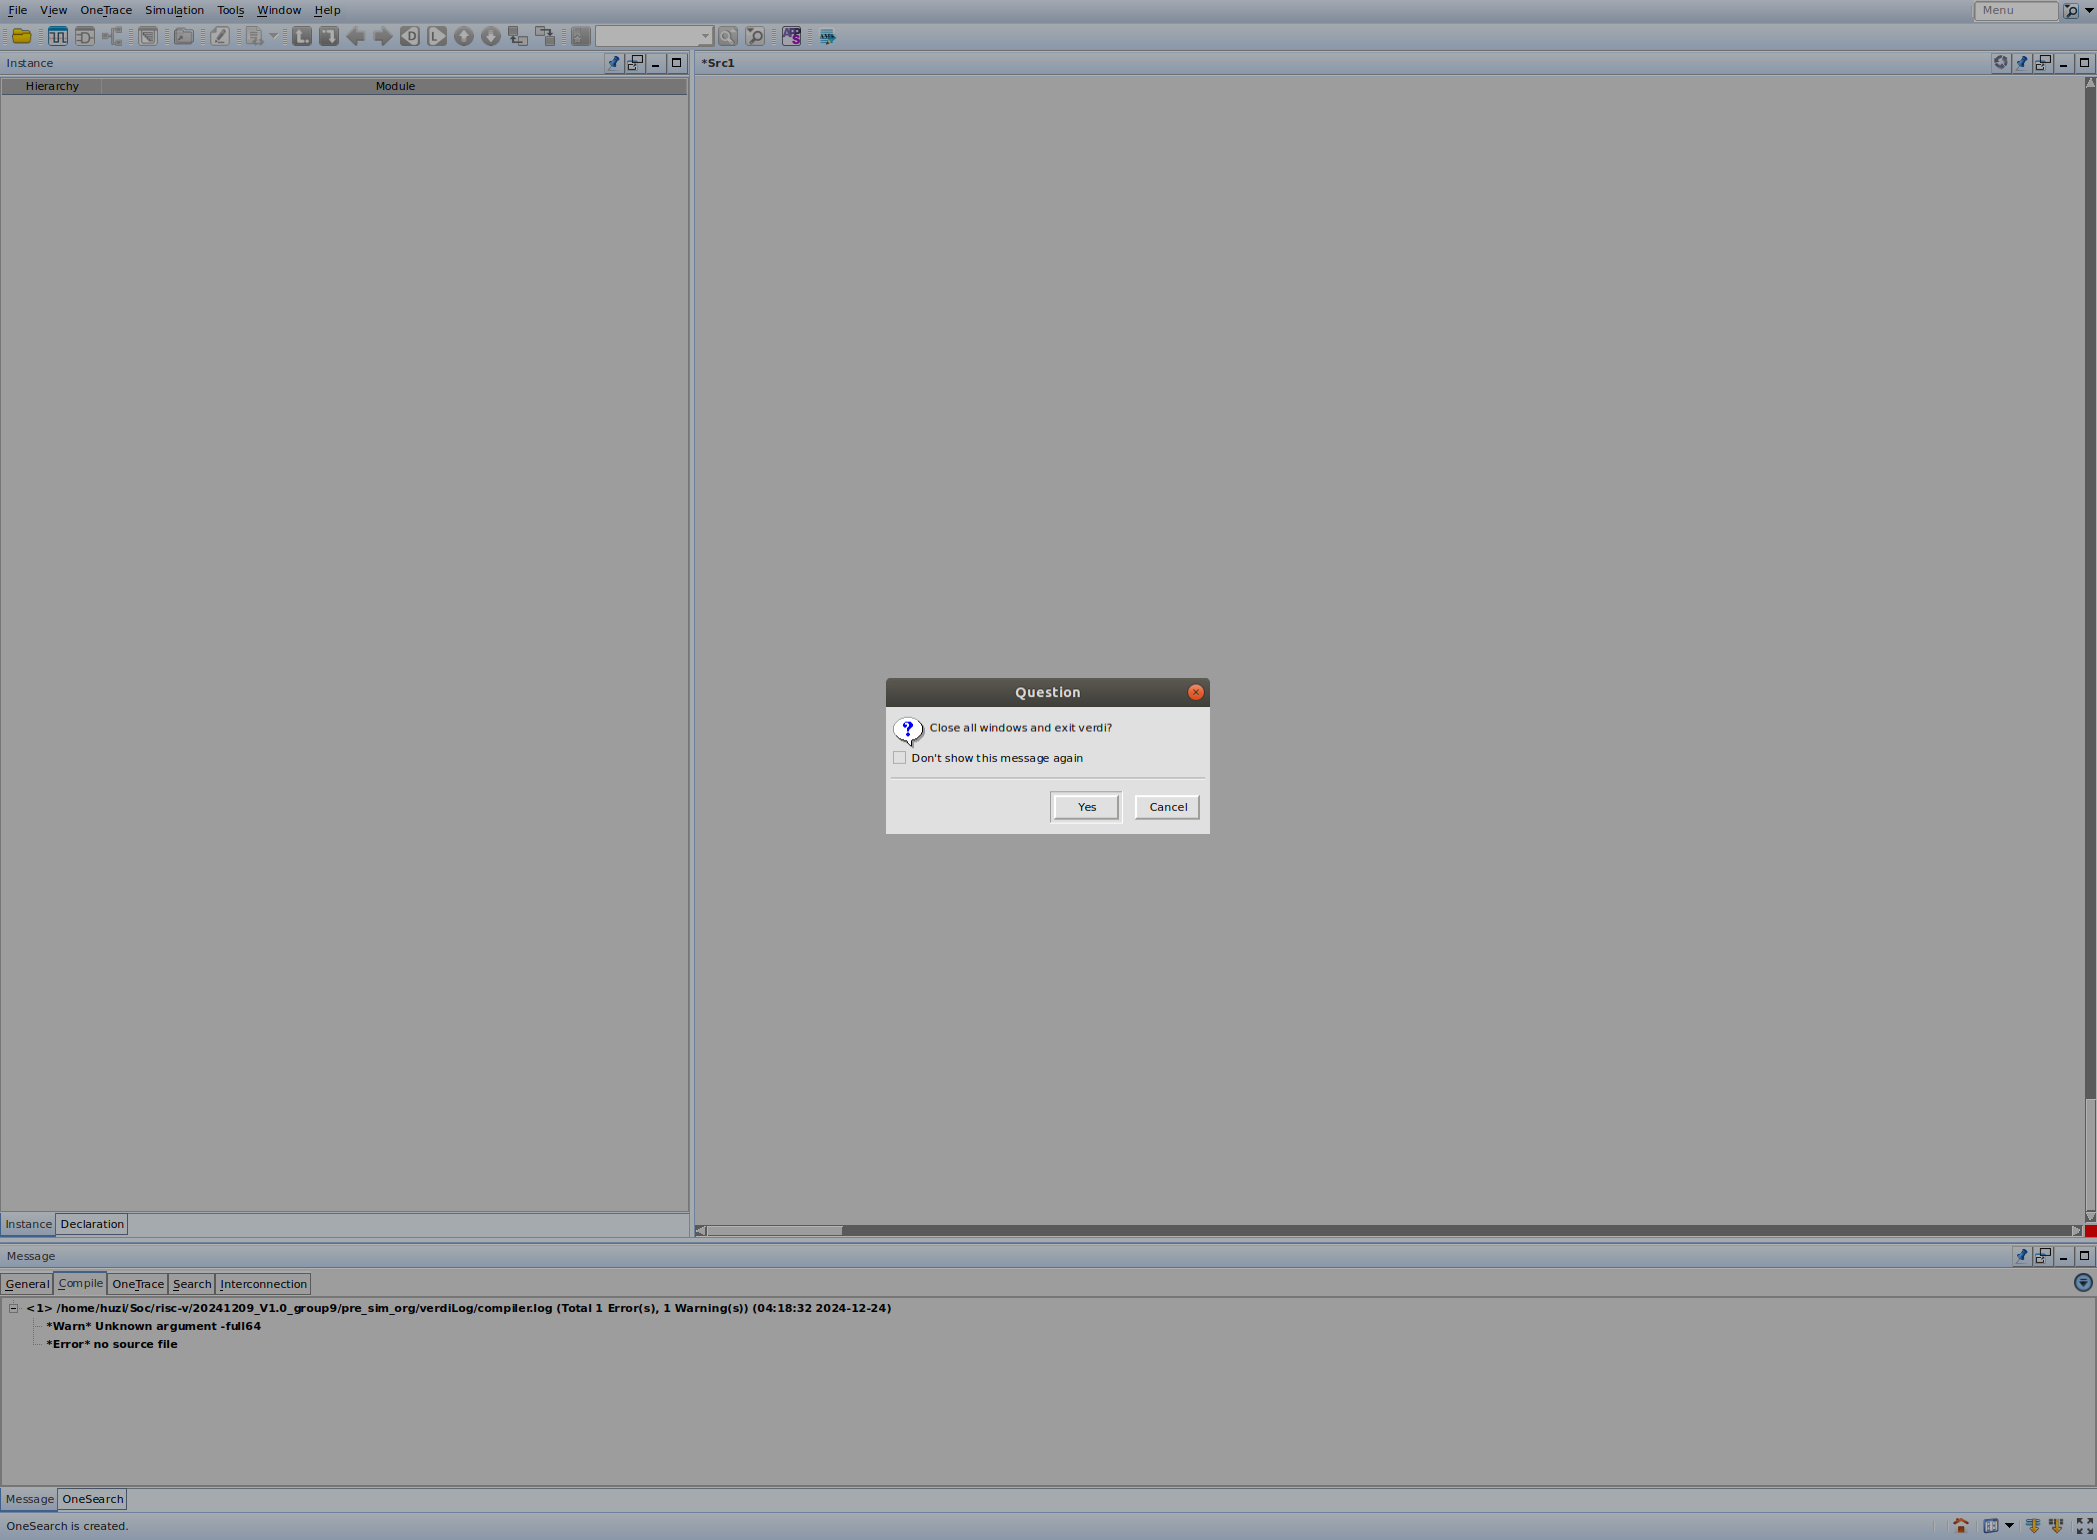 File View OneTrace Simulation Tools Window Help
Menu
Instance
*Src1
Hierarchy Module
Question
Close all windows and exit verdi?
Don't show this message again
Yes Cancel
Instance Declaration
Message
General Compile OneTrace Search Interconnection
<1> /home/huzi/Soc/risc-v/20241209_V1.0_group9/pre_sim_org/verdiLog/compiler.log (Total 1 Error(s), 1 Warning(s)) (04:18:32 2024-12-24)
*Warn* Unknown argument -full64
*Error* no source file
Message OneSearch
OneSearch is created.